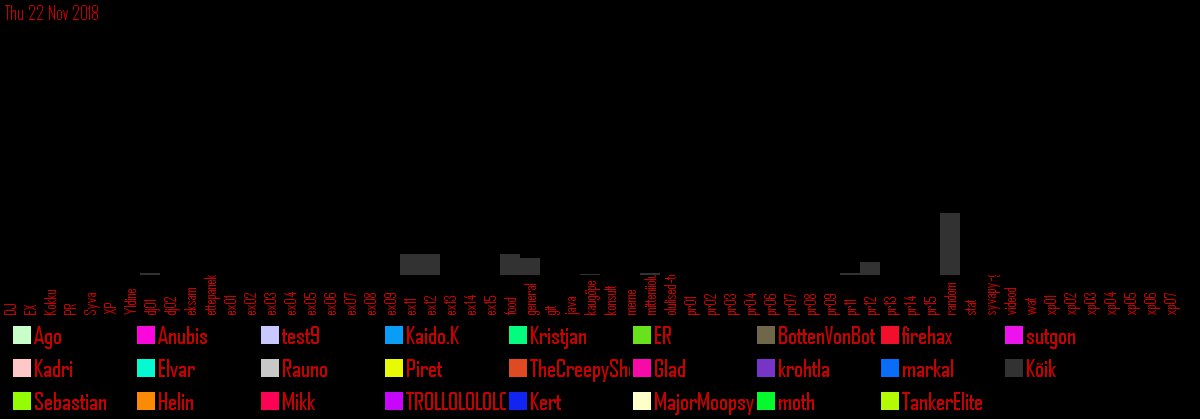 Thu 22 Nov 2018
DJ EX Kokku PR Syva XP Yldine dj01 dj02 eksam ettepanek ex01 ex02 ex03 ex04 ex05 ex06 ex07 ex08 ex09 ex11 ex12 ex13 ex14 ex15 food general git java kaugõpe konsult meme mitteriiolu olulised-h pr01 pr02 pr03 pr04 pr06 pr07 pr08 pr09 pr11 pr12 pr13 pr14 pr15 random stat videod wat xp01 xp02 xp03 xp04 xp05 xp06 xp07
Ago Anubis test9 Kaido.K Kristjan ER BottenVonBot firehax sutgon
Kadri Elvar Rauno Piret TheCreepySh Glad krohtla markal Kõik
Sebastian Helin Mikk TROLLOLOLOLO Kert MajorMoopsy moth TankerElite